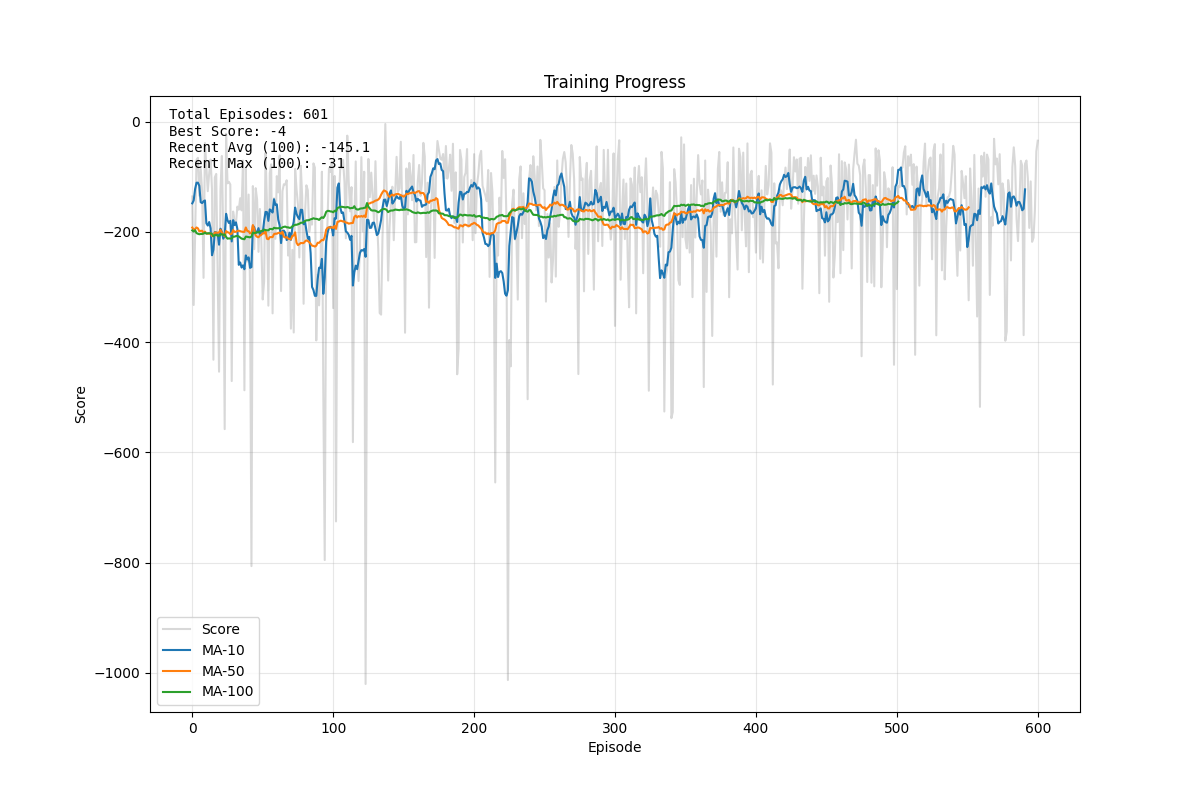 Training Progress
Total Episodes: 601
Best Score: -4
Recent Avg (100): -145.1
Recent Max (100): -31
0
−200
−400
−600
−800
−1000
Score
Score
MA-10
MA-50
MA-100
0 100 200 300 400 500 600
Episode